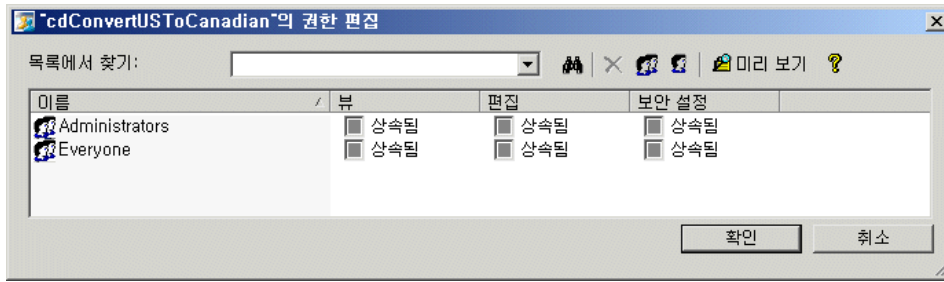 "cdConvertUSToCanadian"의 권한 편집
목록에서 찾기: 미리 보기
이름 뷰 편집 보안 설정
Administrators 상속됨 상속됨 상속됨
Everyone 상속됨 상속됨 상속됨
확인 취소